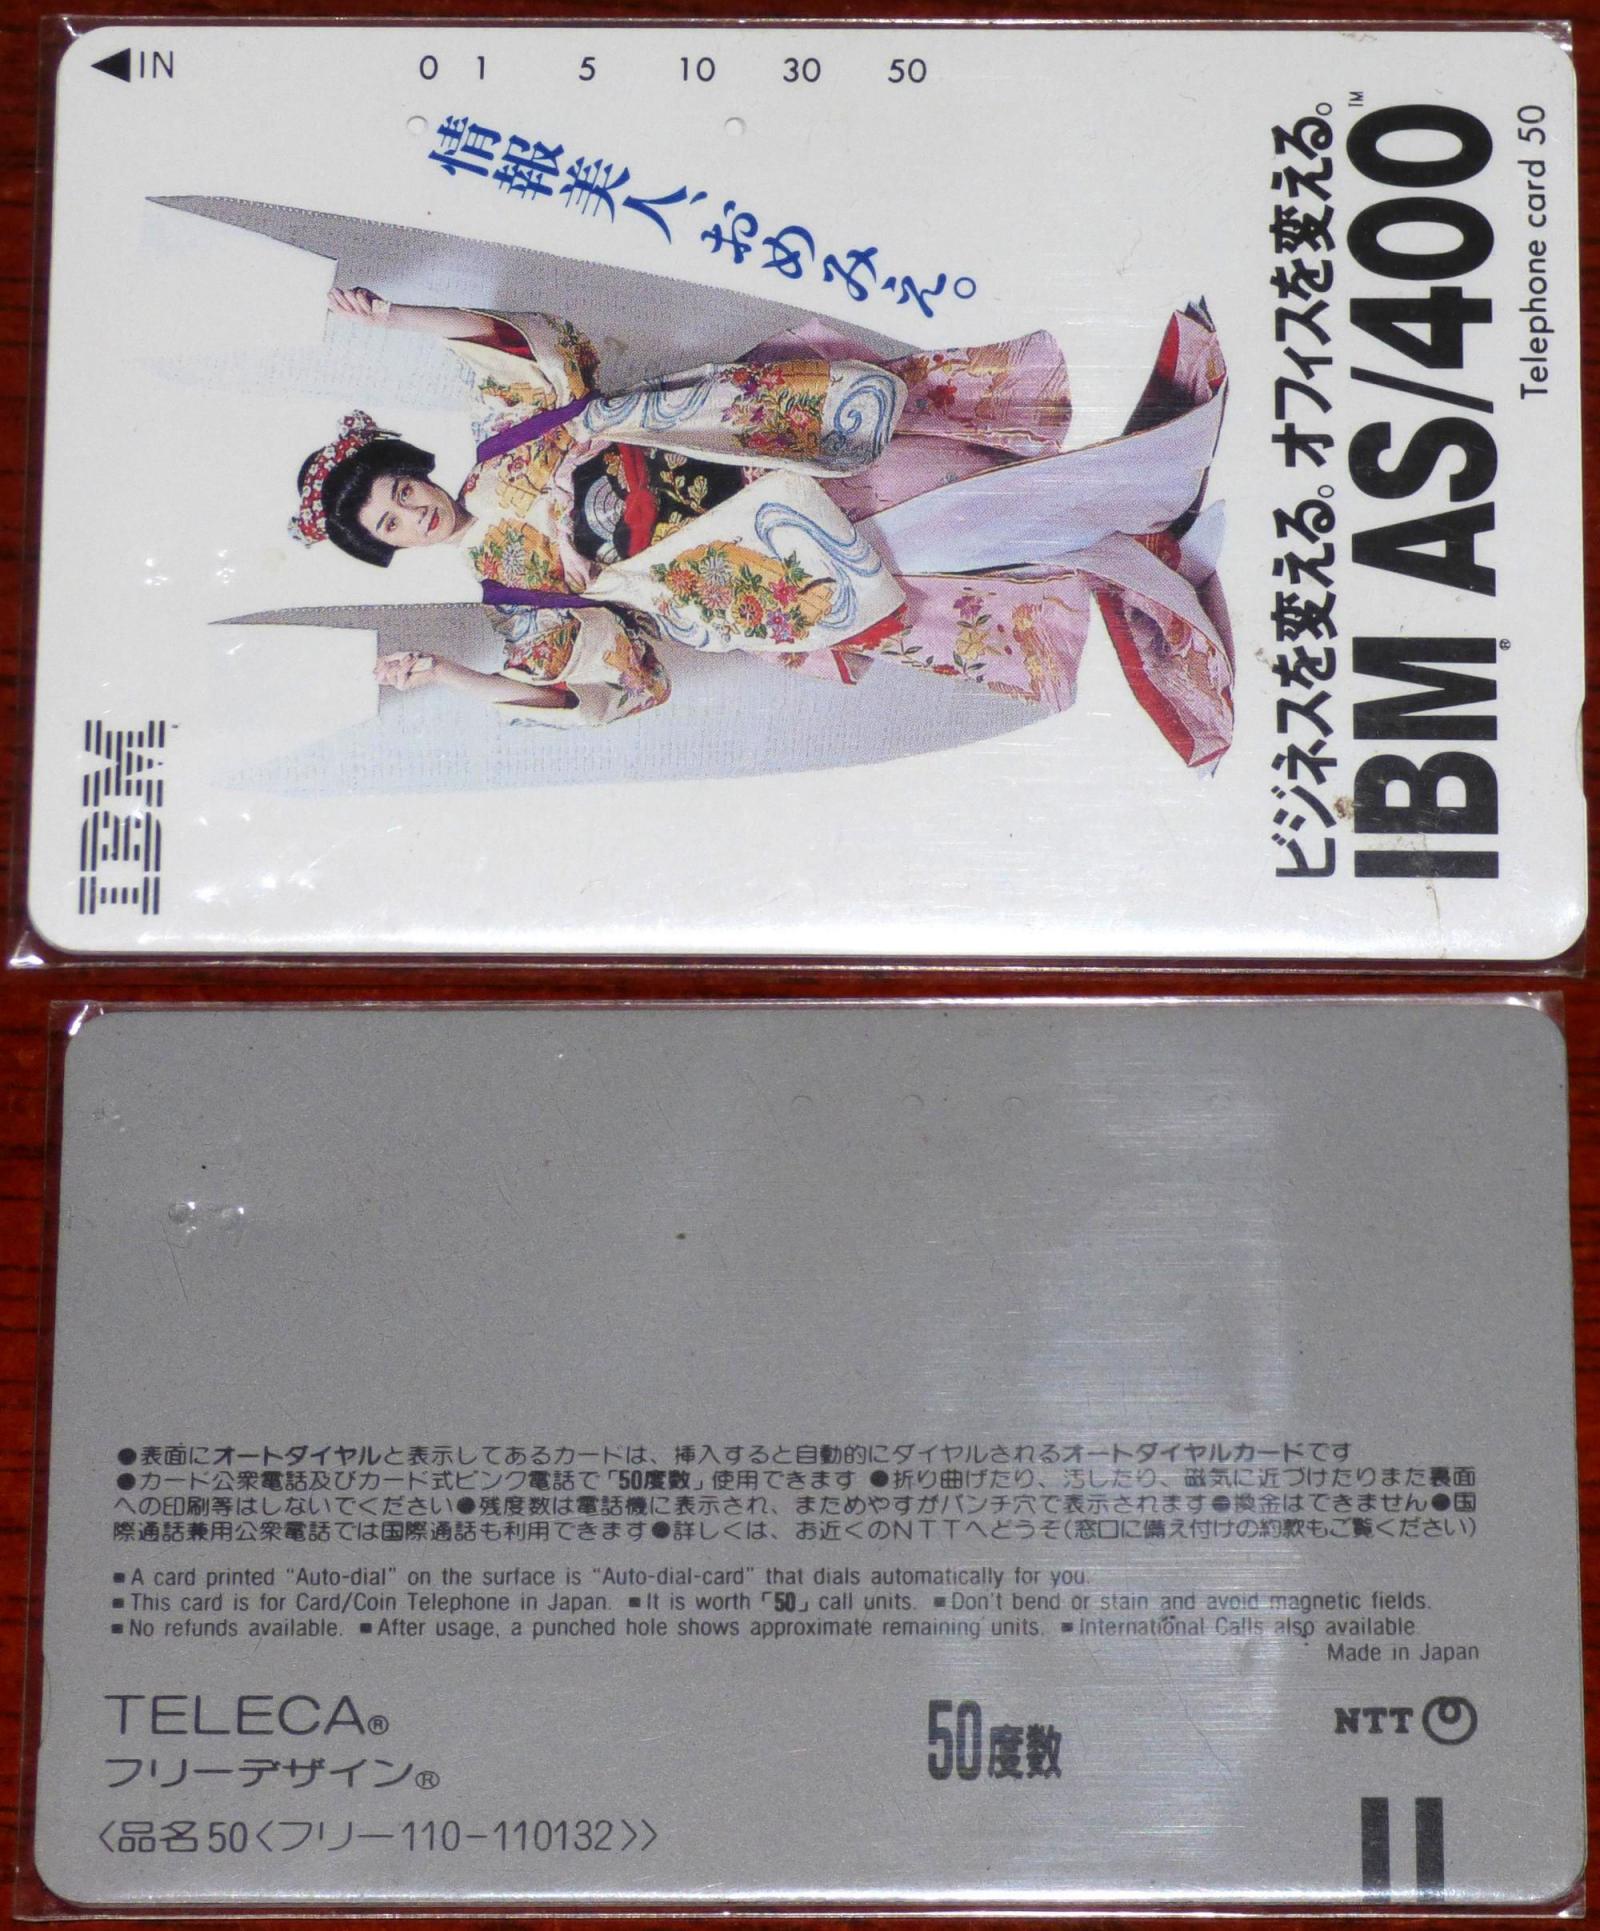 IN
0 1 5 10 30 50
情報美人、おめみえ。
IBM
ビジネスを変える。オフィスを変える。
IBM® AS/400™
Telephone card 50
●表面にオートダイヤルと表示してあるカードは、挿入すると自動的にダイヤルされるオートダイヤルカードです
●カード公衆電話及びカード式ピンク電話で「50度数」使用できます ●折り曲げたり、汚したり、磁気に近づけたりまた裏面
への印刷等はしないでください●残度数は電話機に表示され、まためやすがパンチ穴で表示されます●換金はできません●国
際通話兼用公衆電話では国際通話も利用できます●詳しくは、お近くのNTTへどうぞ(窓口に備え付けの約款もご覧ください)
■A card printed “Auto-dial” on the surface is “Auto-dial-card” that dials automatically for you.
■This card is for Card/Coin Telephone in Japan. ■It is worth「50」call units. ■Don't bend or stain and avoid magnetic fields.
■No refunds available. ■After usage, a punched hole shows approximate remaining units. ■International Calls also available.
Made in Japan
TELECA®
フリーデザイン®
50度数
NTT
〈品名50〈フリー110-110132〉〉